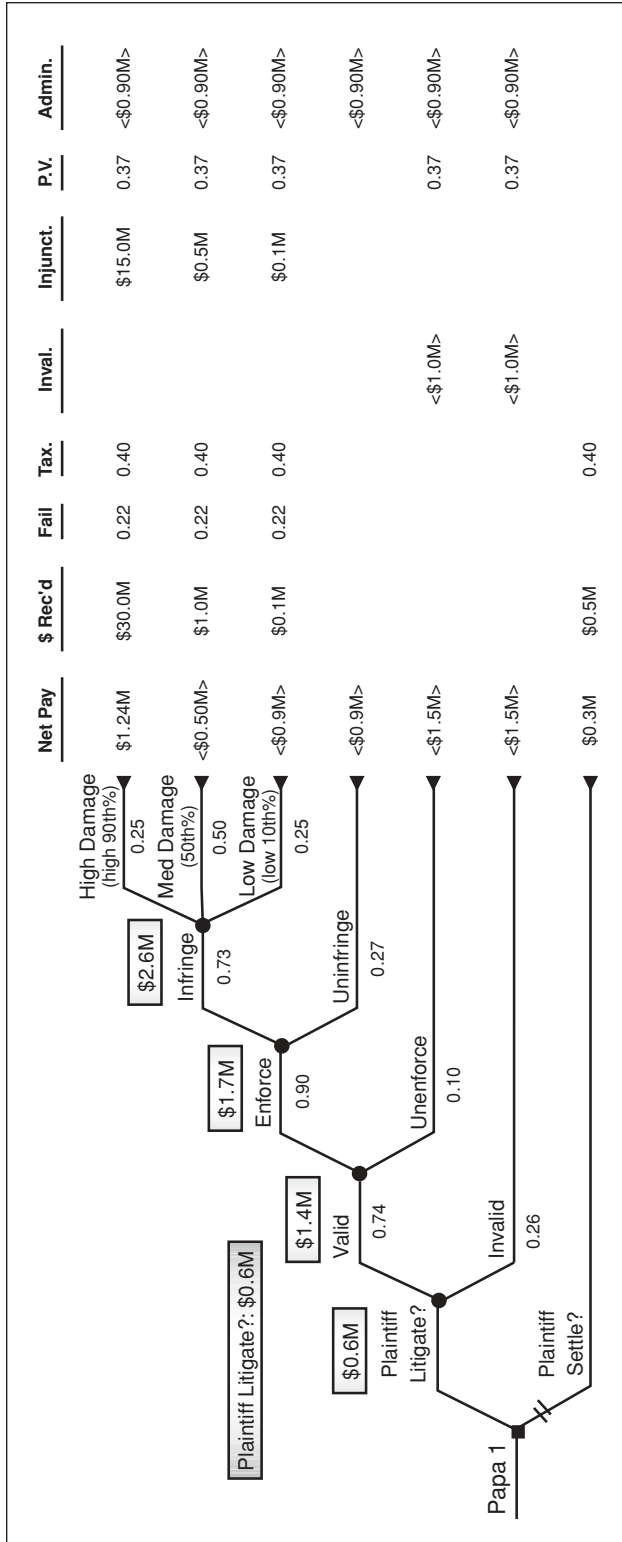 Net Pay $ Rec'd Fail Tax. Inval. Injunct. P.V. Admin.
High Damage
(high 90th%)
0.25
$1.24M $30.0M 0.22 0.40 $15.0M 0.37 <$0.90M>
Med Damage
(50th%)
0.50
<$0.50M> $1.0M 0.22 0.40 $0.5M 0.37 <$0.90M>
Low Damage
(low 10th%)
0.25
<$0.9M> $0.1M 0.22 0.40 $0.1M 0.37 <$0.90M>
$2.6M
Infringe
0.73
Uninfringe
0.27
<$0.9M> <$0.90M>
$1.7M
Enforce
0.90
Unenforce
0.10
<$1.5M> <$1.0M> 0.37 <$0.90M>
$1.4M
Valid
0.74
Invalid
0.26
<$1.5M> <$1.0M> 0.37 <$0.90M>
Plaintiff Litigate?: $0.6M
$0.6M
Plaintiff
Litigate?
Plaintiff
Settle?
$0.3M $0.5M 0.40
Papa 1